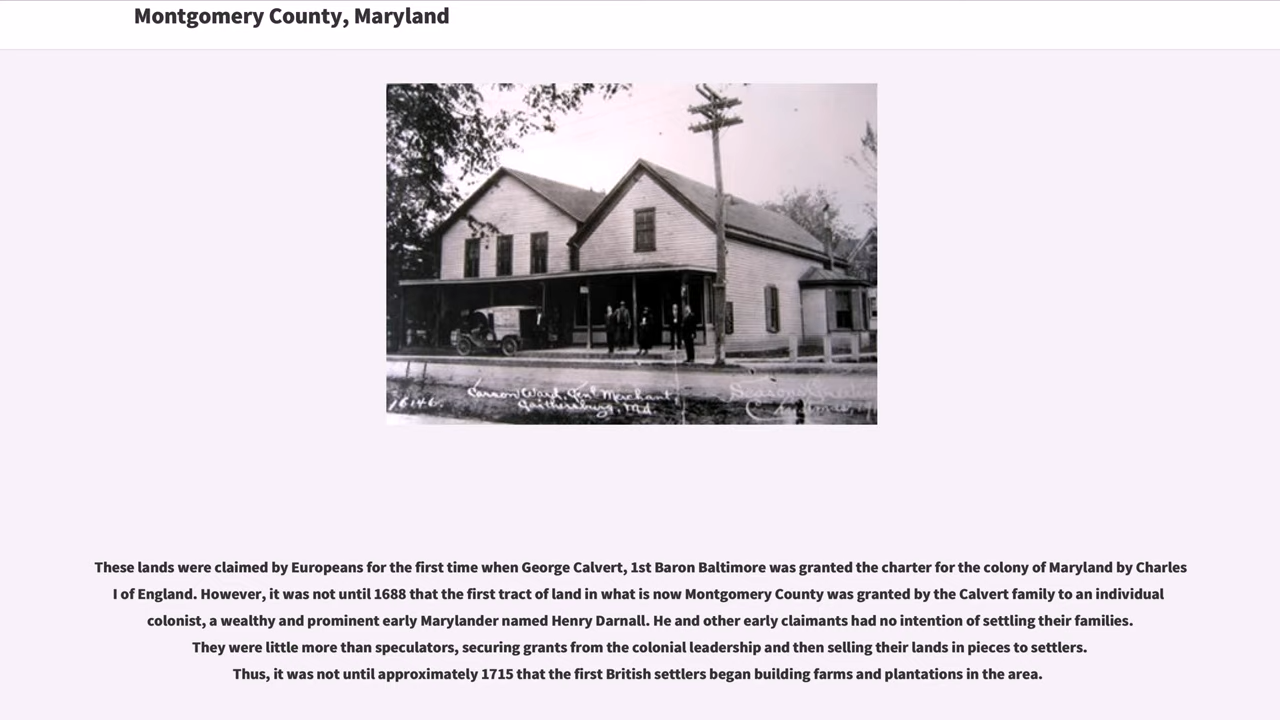 Montgomery County, Maryland
Carson Ward, Gen'l Merchant,
Gaithersburg, Md.
These lands were claimed by Europeans for the first time when George Calvert, 1st Baron Baltimore was granted the charter for the colony of Maryland by Charles
I of England. However, it was not until 1688 that the first tract of land in what is now Montgomery County was granted by the Calvert family to an individual
colonist, a wealthy and prominent early Marylander named Henry Darnall. He and other early claimants had no intention of settling their families.
They were little more than speculators, securing grants from the colonial leadership and then selling their lands in pieces to settlers.
Thus, it was not until approximately 1715 that the first British settlers began building farms and plantations in the area.